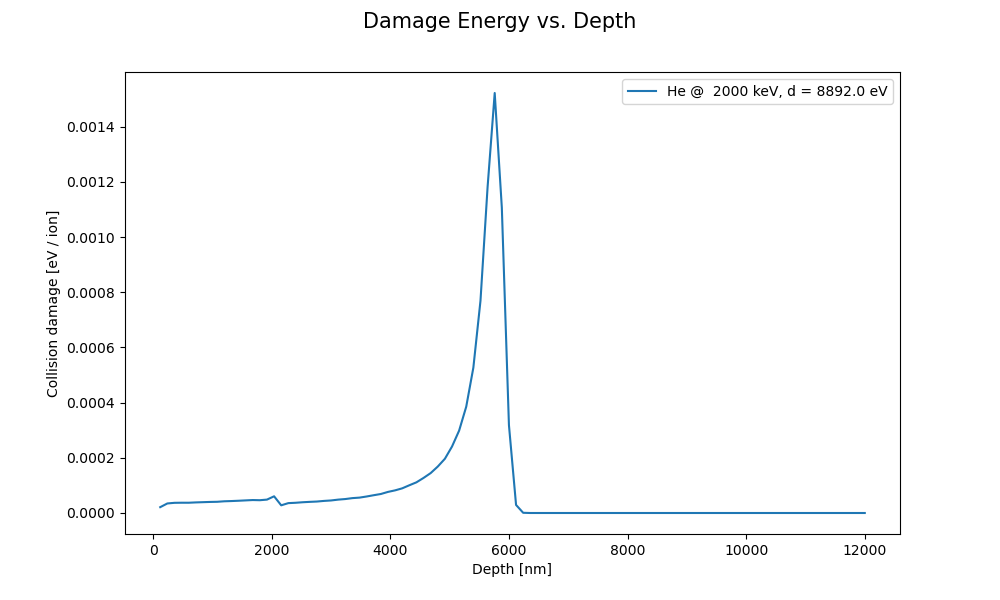 Damage Energy vs. Depth
He @  2000 keV, d = 8892.0 eV
Collision damage [eV / ion]
0.0014
0.0012
0.0010
0.0008
0.0006
0.0004
0.0002
0.0000
0 2000 4000 6000 8000 10000 12000
Depth [nm]